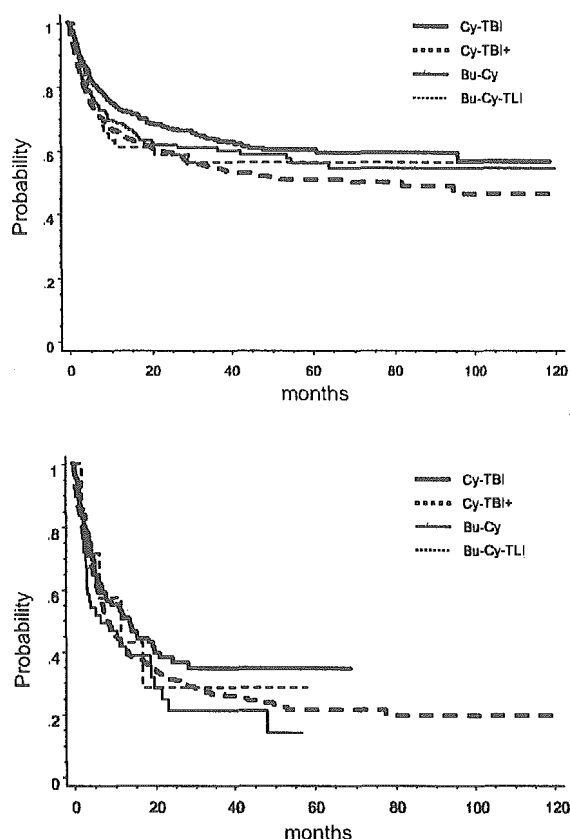 1
.8
.6
.4
.2
0
Probability
Cy-TBI
Cy-TBI+
Bu-Cy
Bu-Cy-TLI
0 20 40 60 80 100 120
months
1
.8
.6
.4
.2
0
Probability
Cy-TBI
Cy-TBI+
Bu-Cy
Bu-Cy-TLI
0 20 40 60 80 100 120
months